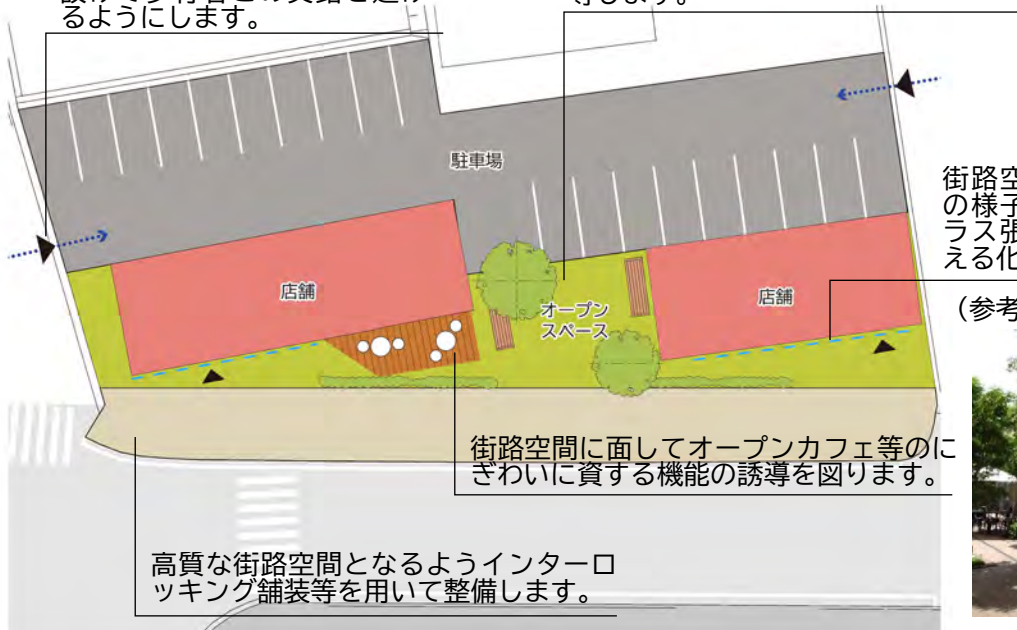 るようにします。
駐車場
街路空
の様子
ラス張
える化
店舗
店舗
オープン
スペース
（参考
街路空間に面してオープンカフェ等のに
ぎわいに資する機能の誘導を図ります。
高質な街路空間となるようインターロ
ッキング舗装等を用いて整備します。